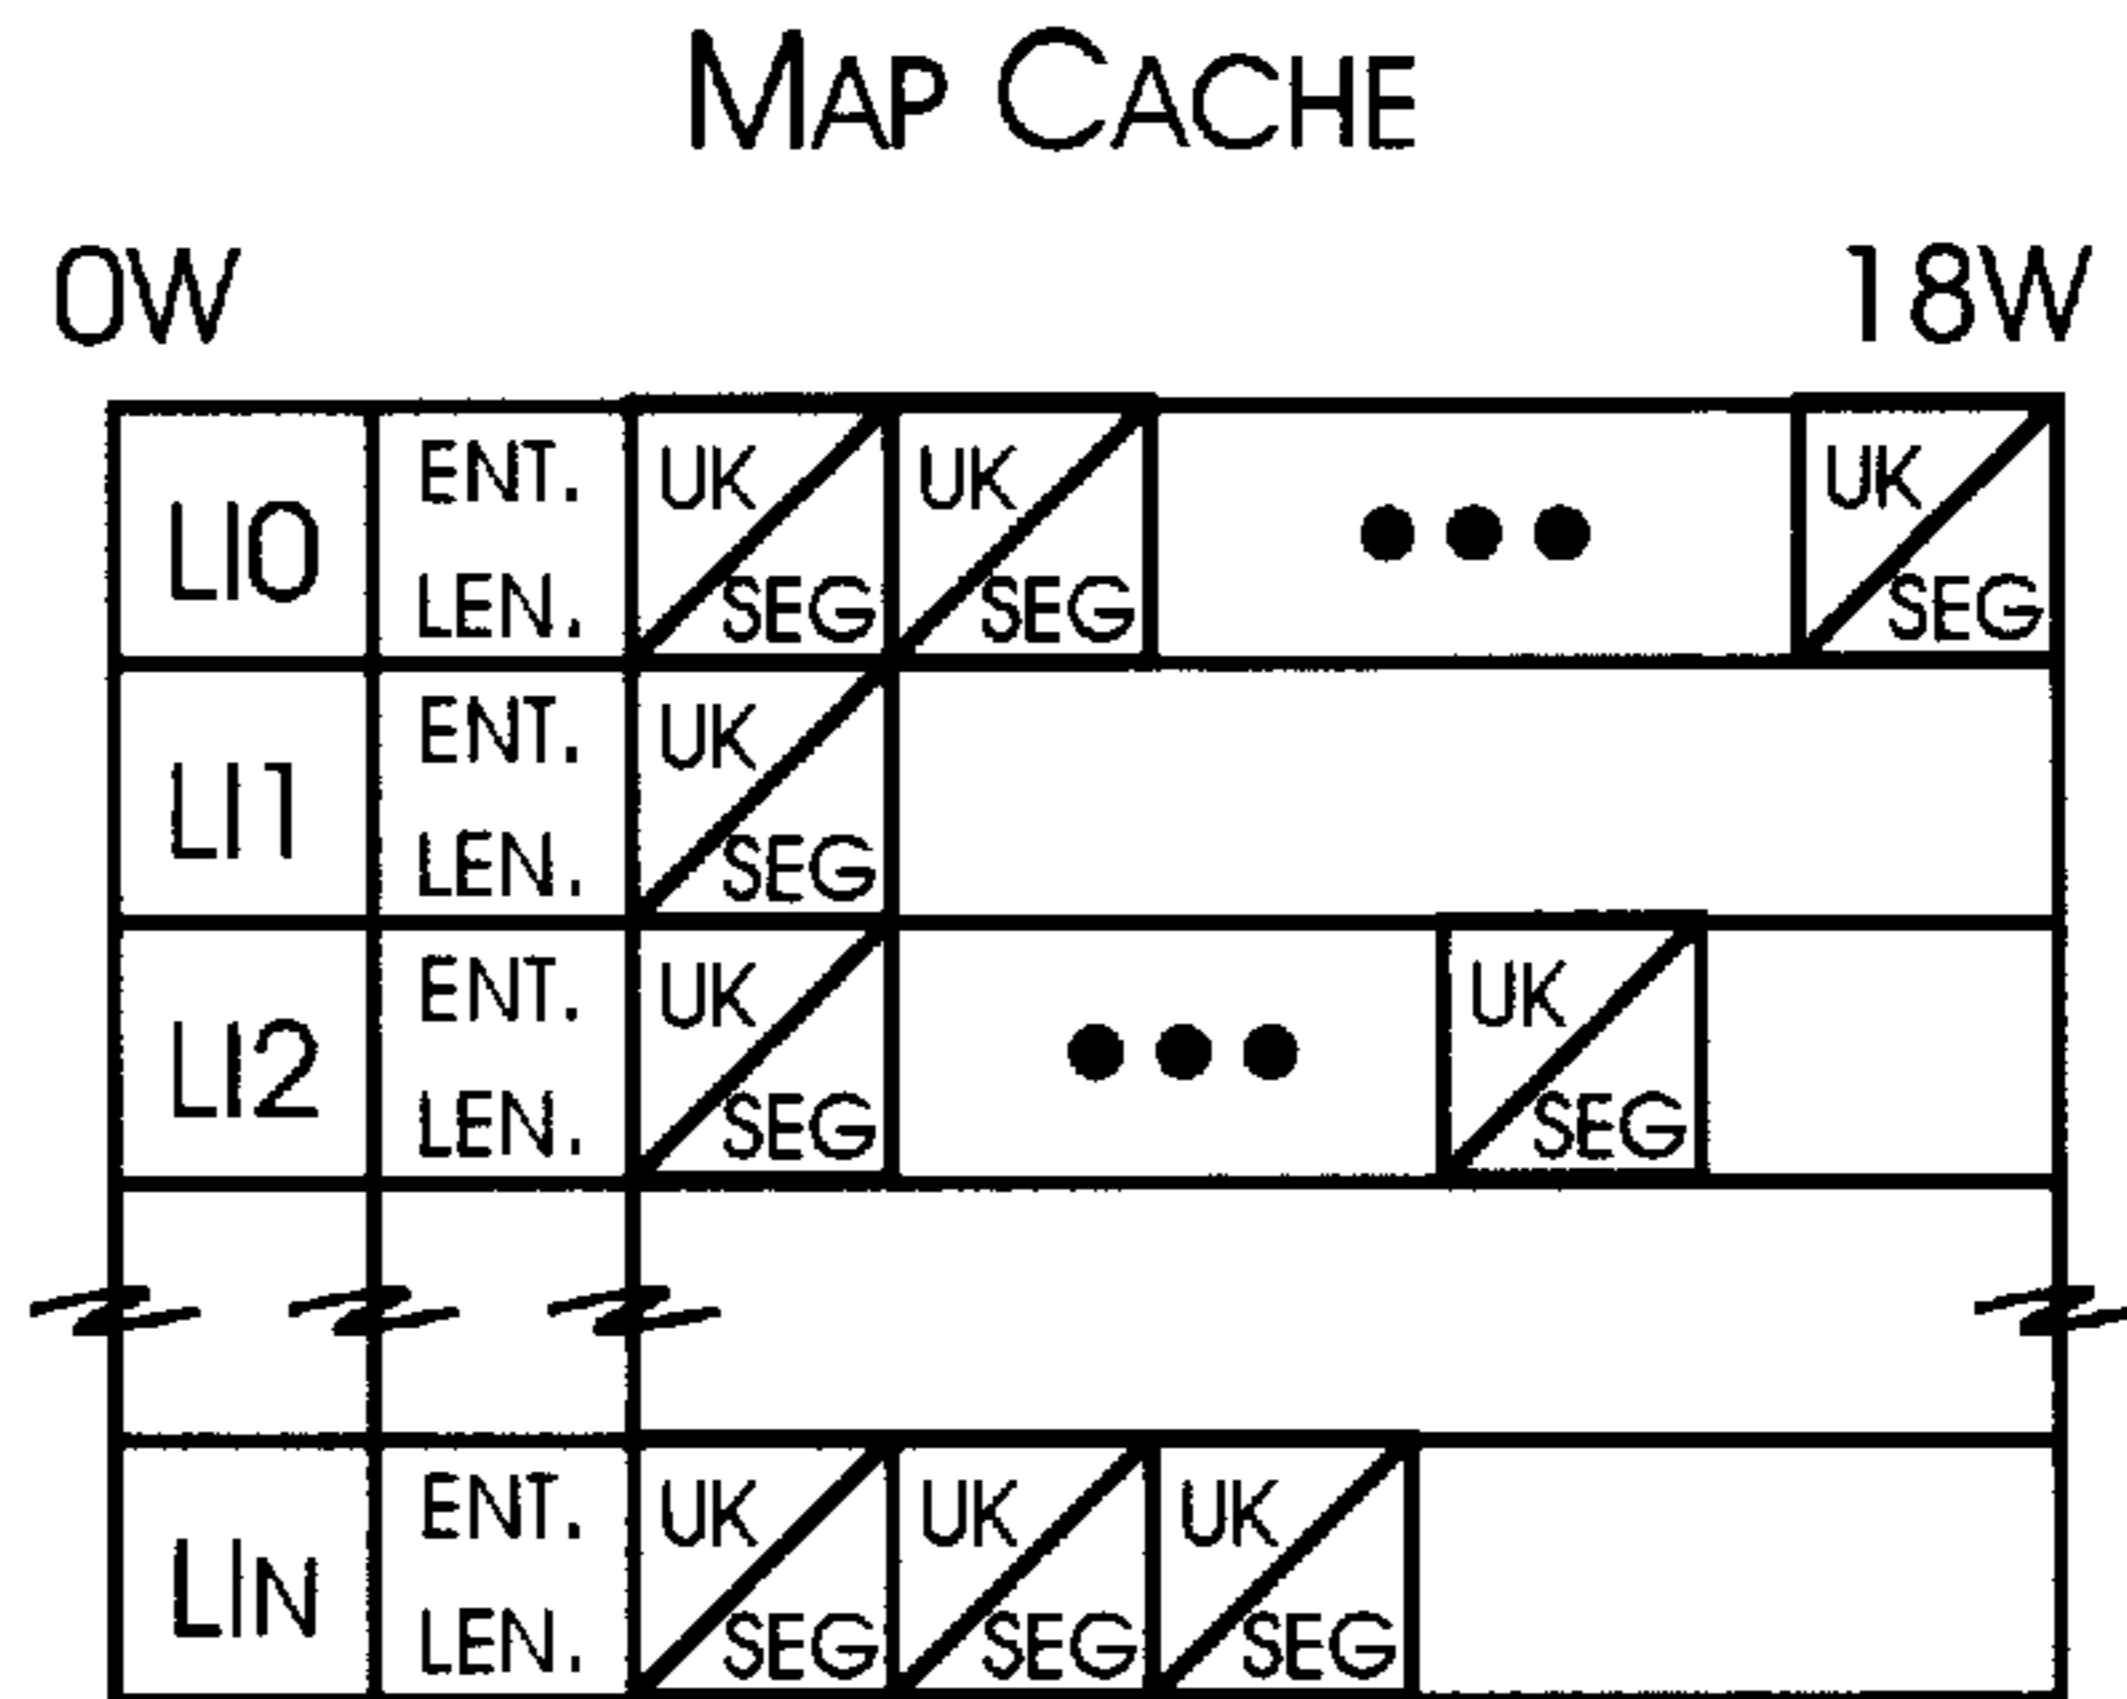 MAP CACHE
0W 18W
LI0 ENT. LEN. UK SEG UK SEG ••• UK SEG
LI1 ENT. LEN. UK SEG
LI2 ENT. LEN. UK SEG ••• UK SEG
LIN ENT. LEN. UK SEG UK SEG UK SEG